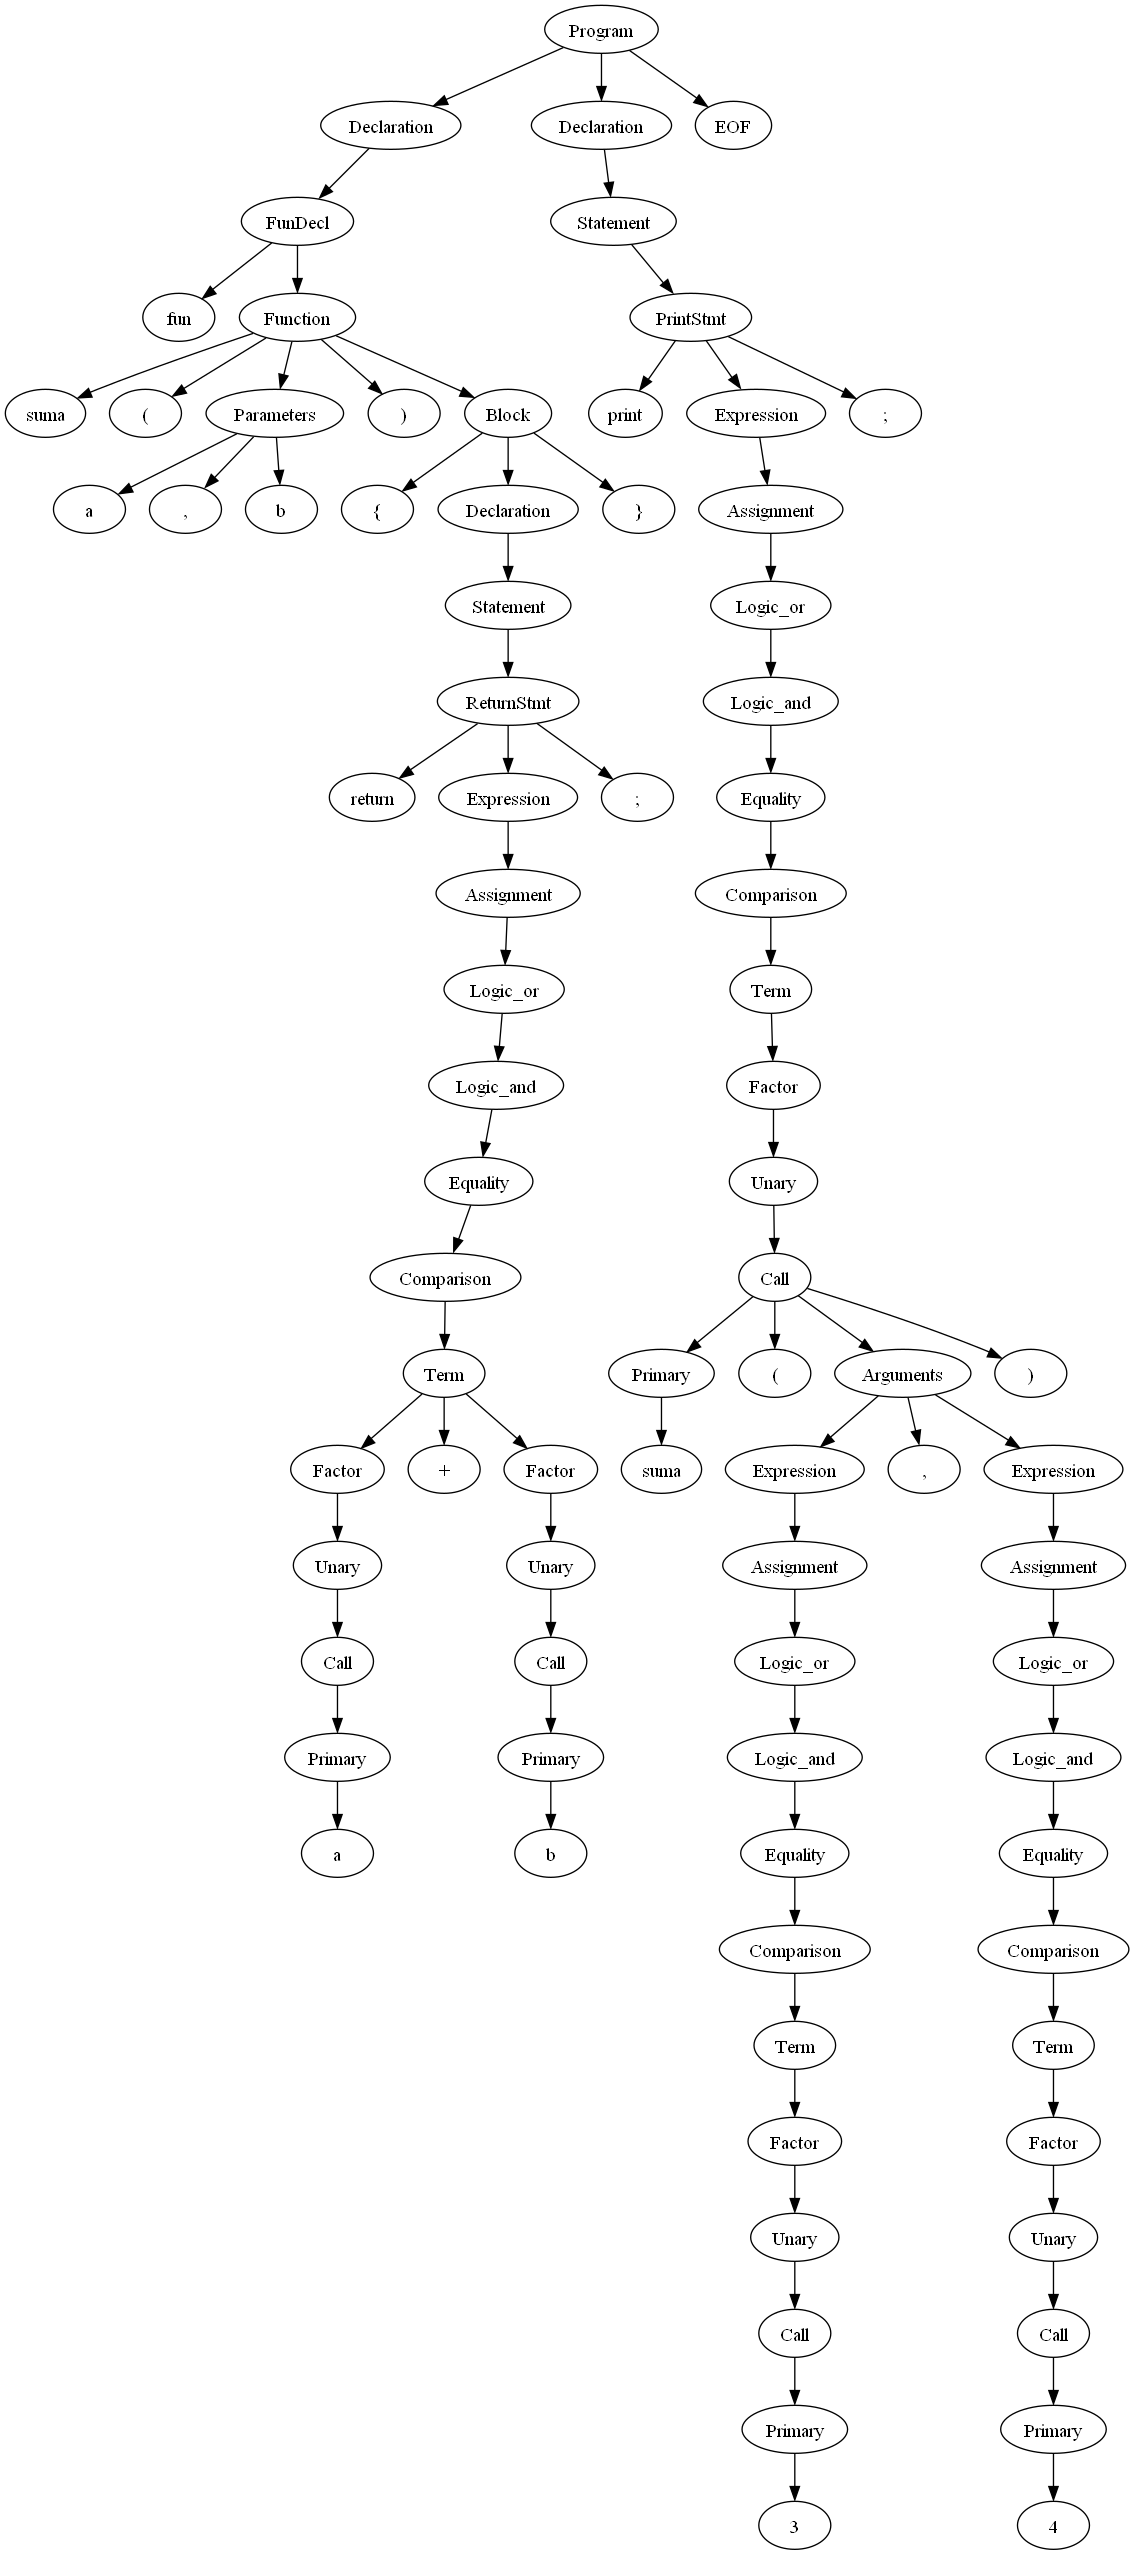 Program
Declaration Declaration EOF
FunDecl Statement
fun Function PrintStmt
suma ( Parameters ) Block print Expression ;
a , b { Declaration } Assignment
Statement Logic_or
ReturnStmt Logic_and
return Expression ; Equality
Assignment Comparison
Logic_or Term
Logic_and Factor
Equality Unary
Comparison Call
Term Primary ( Arguments )
Factor + Factor suma Expression , Expression
Unary Unary Assignment Assignment
Call Call Logic_or Logic_or
Primary Primary Logic_and Logic_and
a b Equality Equality
Comparison Comparison
Term Term
Factor Factor
Unary Unary
Call Call
Primary Primary
3 4